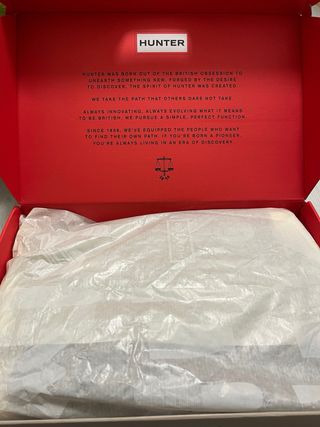 HUNTER
HUNTER WAS BORN OUT OF THE BRITISH OBSESSION TO
UNEARTH SOMETHING NEW. FORGED BY THE DESIRE
TO DISCOVER, THE SPIRIT OF HUNTER WAS CREATED.
WE TAKE THE PATH THAT OTHERS DARE NOT TAKE.
ALWAYS INNOVATING, ALWAYS EVOLVING WHAT IT MEANS
TO BE BRITISH, WE PURSUE A SIMPLE, PERFECT FUNCTION.
SINCE 1856, WE'VE EQUIPPED THE PEOPLE WHO WANT
TO FIND THEIR OWN PATH. IF YOU'RE BORN A PIONEER,
YOU'RE ALWAYS LIVING IN AN ERA OF DISCOVERY.